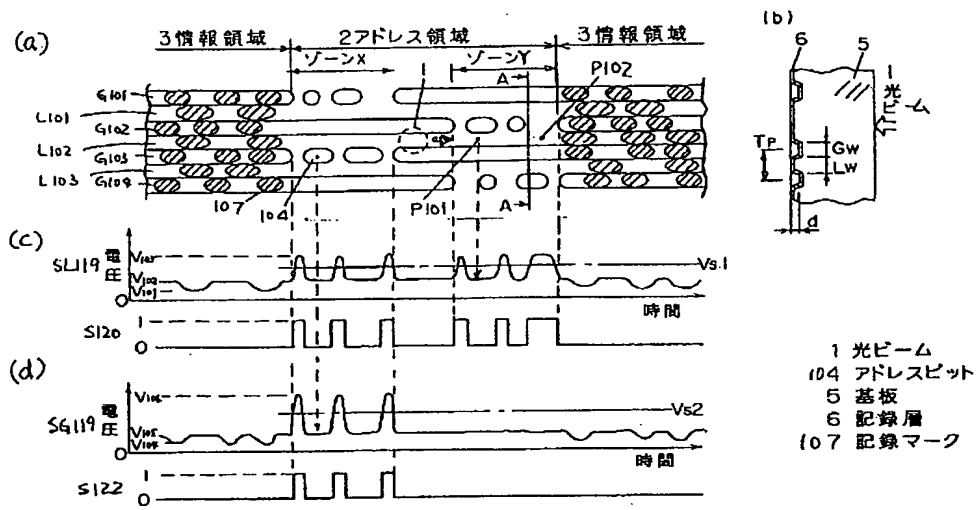 (a)
3情報領域
2アドレス領域
3情報領域
ゾーンX
ゾーンY
1
A
P102
G101
L101
G102
L102
G103
L103
G104
107
104
P101
A
(b)
6
5
1光ビーム
TP
GW
LW
d
(c)
SL119
電圧
V103
V102
V101
0
Vs.1
時間
S120
1
0
(d)
SG119
電圧
V106
V105
V104
0
Vs2
時間
S122
1
0
1 光ビーム
104 アドレスピット
5 基板
6 記録層
107 記録マーク